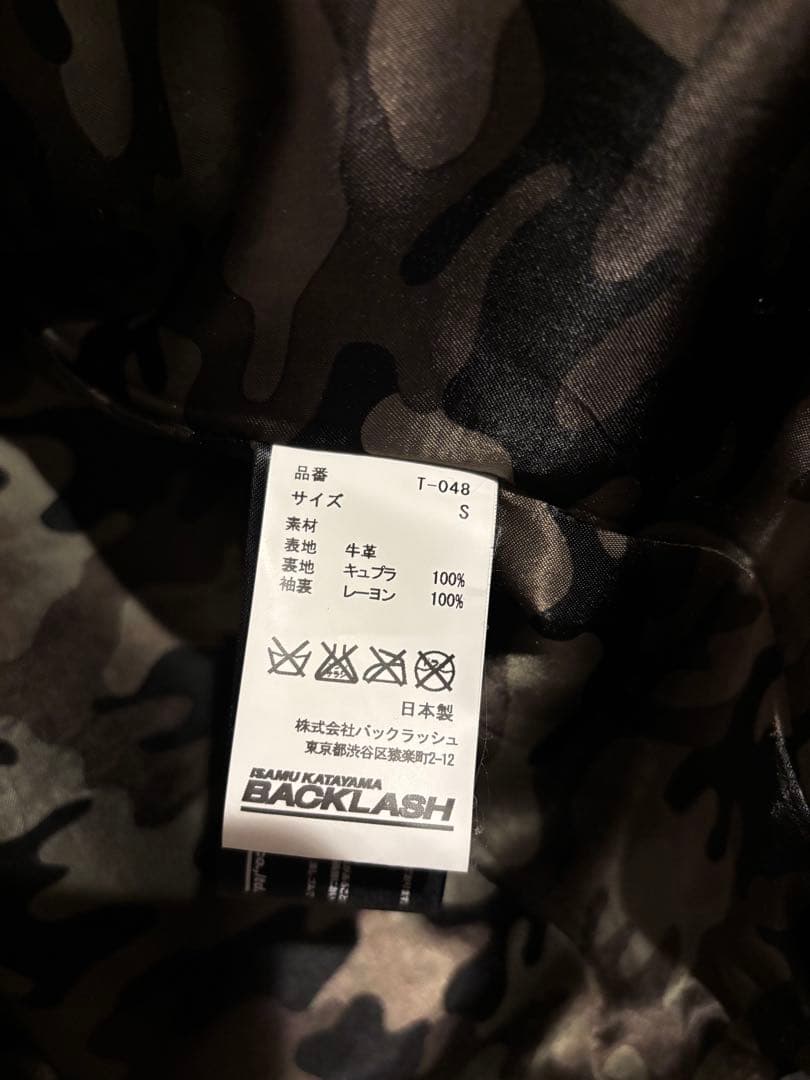 品番 T-048
サイズ S
素材
表地 牛革
裏地 キュプラ 100%
袖裏 レーヨン 100%
日本製
株式会社バックラッシュ
東京都渋谷区猿楽町2-12
ISAMU KATAYAMA
BACKLASH